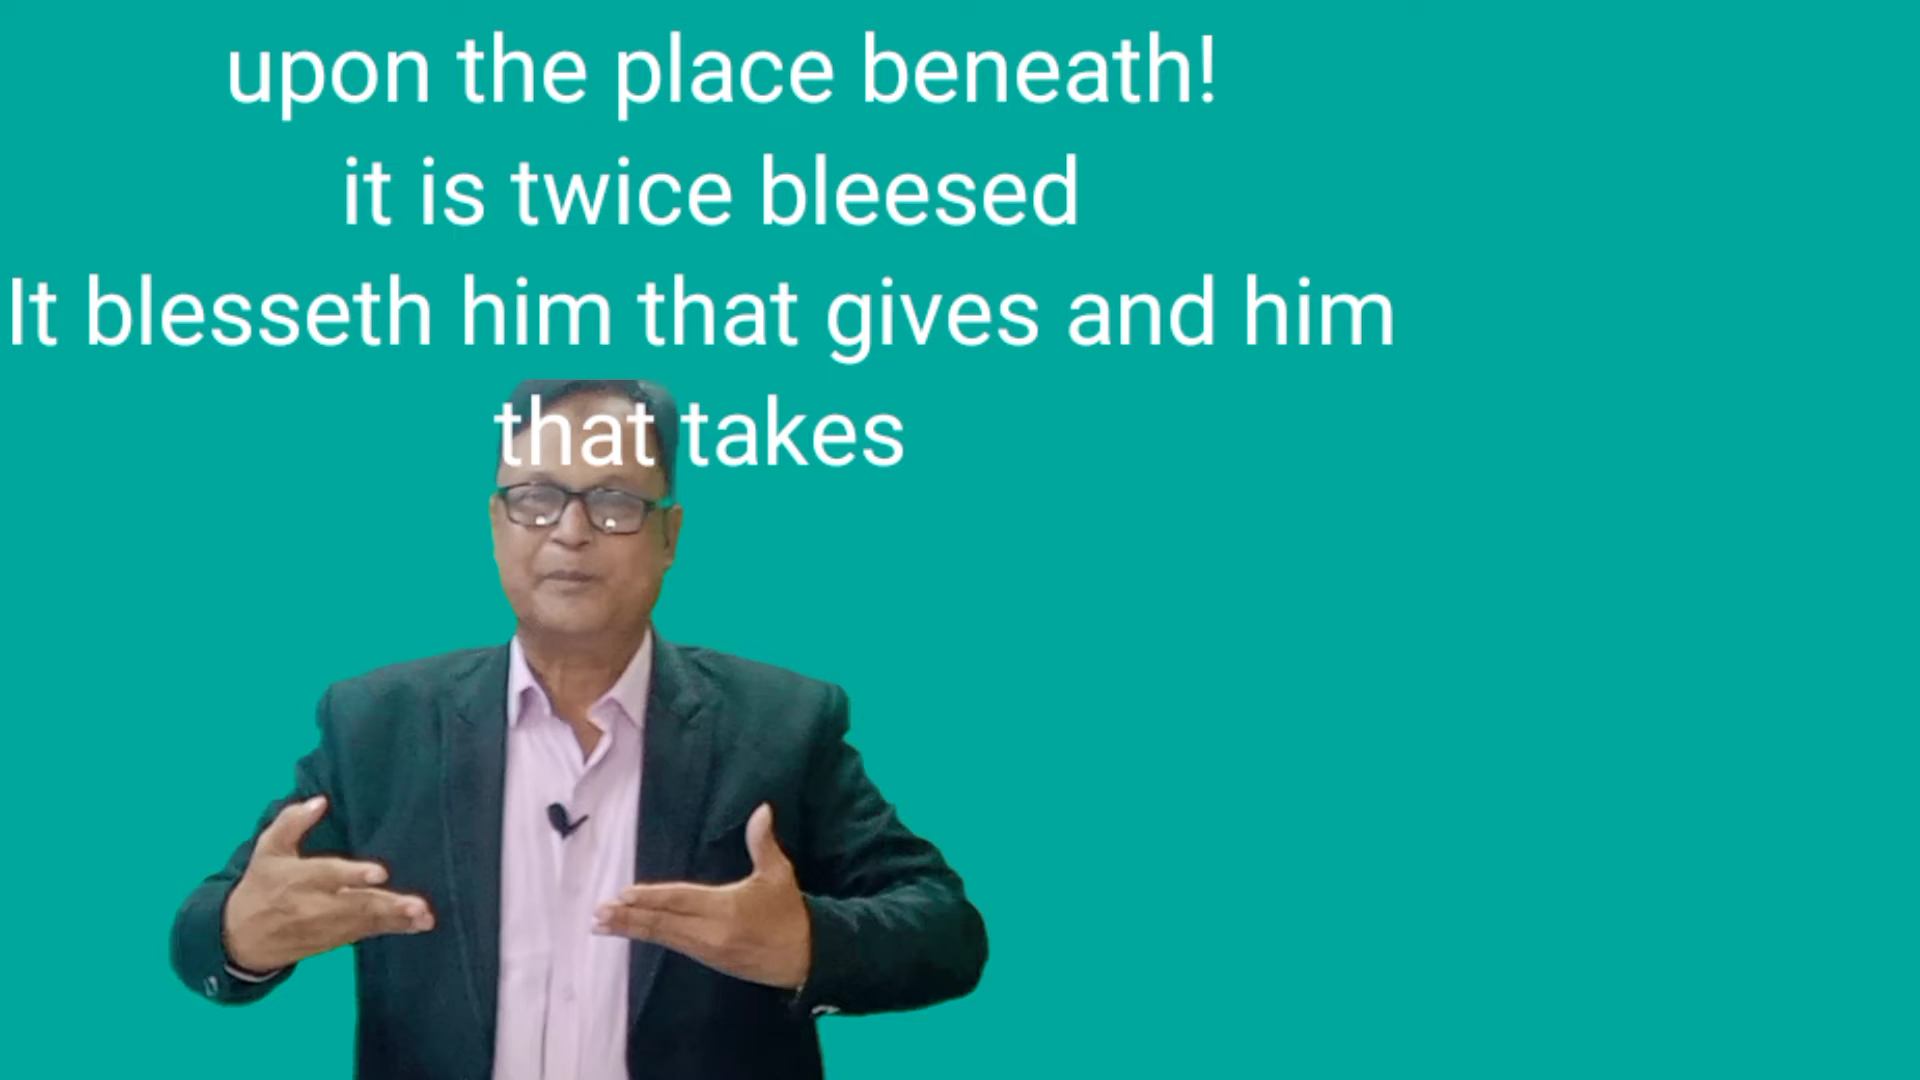 upon the place beneath!
it is twice bleesed
It blesseth him that gives and him
that takes